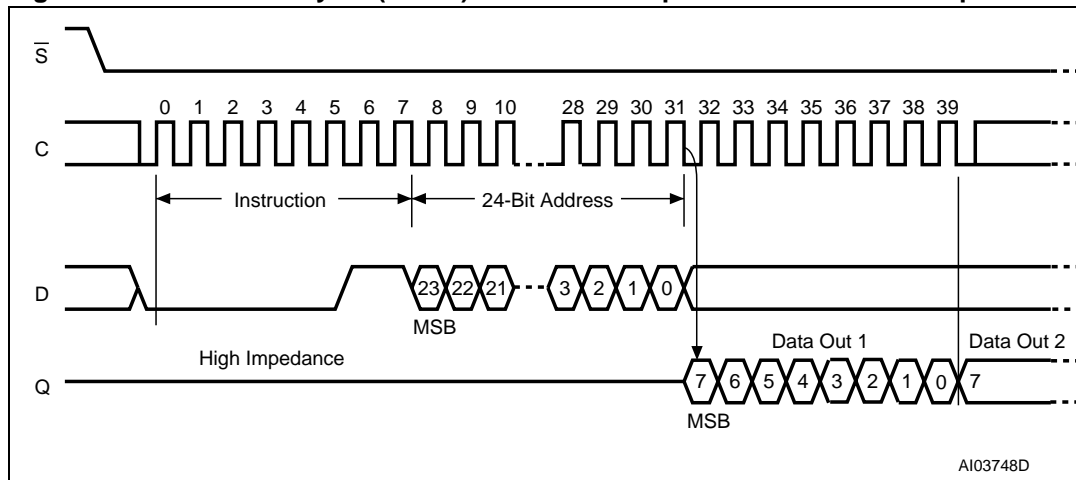 S
0 1 2 3 4 5 6 7 8 9 10 28 29 30 31 32 33 34 35 36 37 38 39
C
Instruction 24-Bit Address
D 23 22 21 3 2 1 0
MSB
High Impedance Data Out 1 Data Out 2
Q 7 6 5 4 3 2 1 0 7
MSB
AI03748D